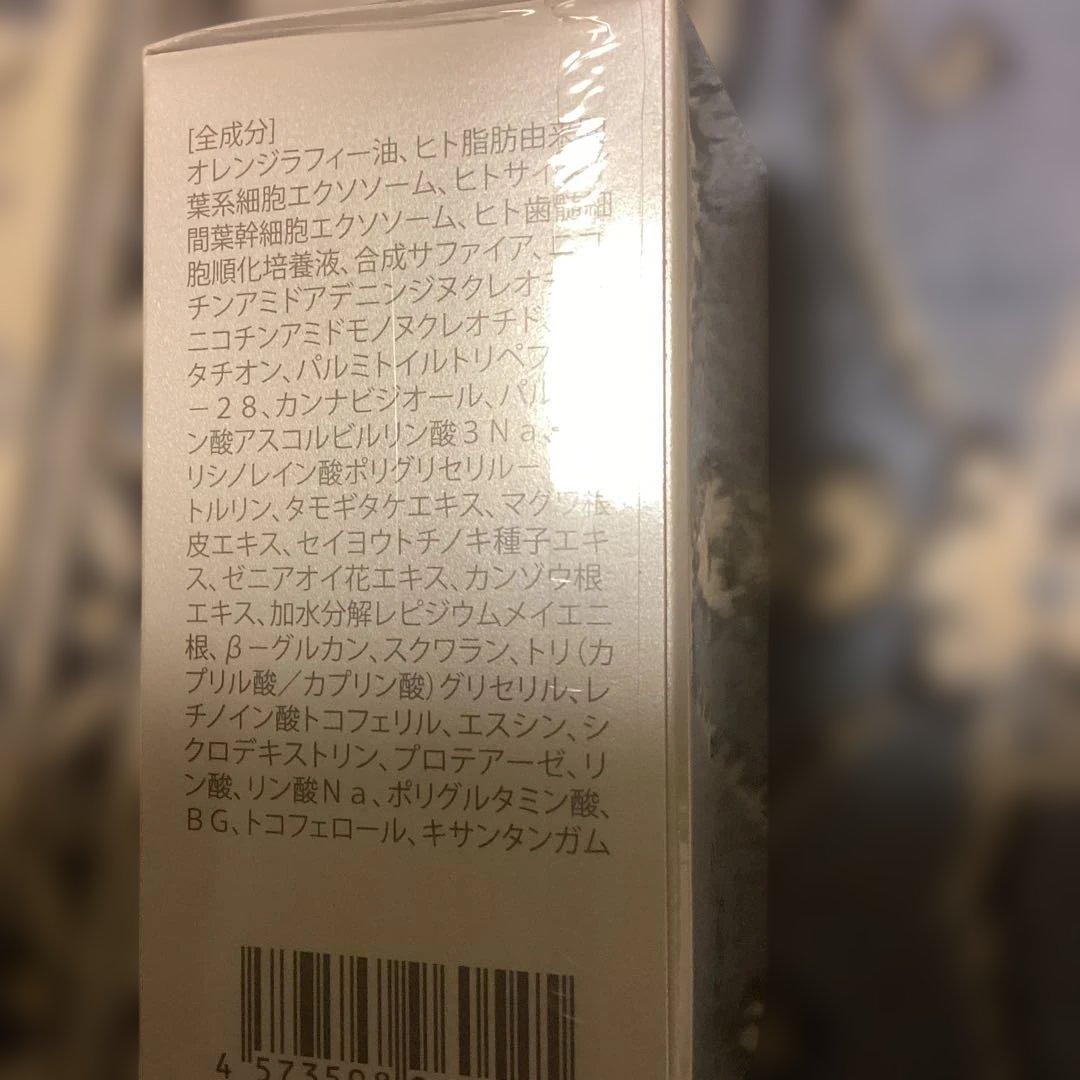 [全成分]
オレンジラフィー油、ヒト脂肪由来
葉系細胞エクソソーム、ヒトサイ
間葉幹細胞エクソソーム、ヒト歯髄細
胞順化培養液、合成サファイア、ニコ
チンアミドアデニンジヌクレオ
ニコチンアミドモノヌクレオチド、
タチオン、パルミトイルトリペプ
－２８、カンナビジオール、パル
ン酸アスコルビルリン酸３Ｎａ、
リシノレイン酸ポリグリセリル－
トルリン、タモギタケエキス、マグワ根
皮エキス、セイヨウトチノキ種子エキ
ス、ゼニアオイ花エキス、カンゾウ根
エキス、加水分解レピジウムメイエニ
根、β－グルカン、スクワラン、トリ（カ
プリル酸／カプリン酸）グリセリル、レ
チノイン酸トコフェリル、エスシン、シ
クロデキストリン、プロテアーゼ、リ
ン酸、リン酸Ｎａ、ポリグルタミン酸、
ＢＧ、トコフェロール、キサンタンガム
4 573598